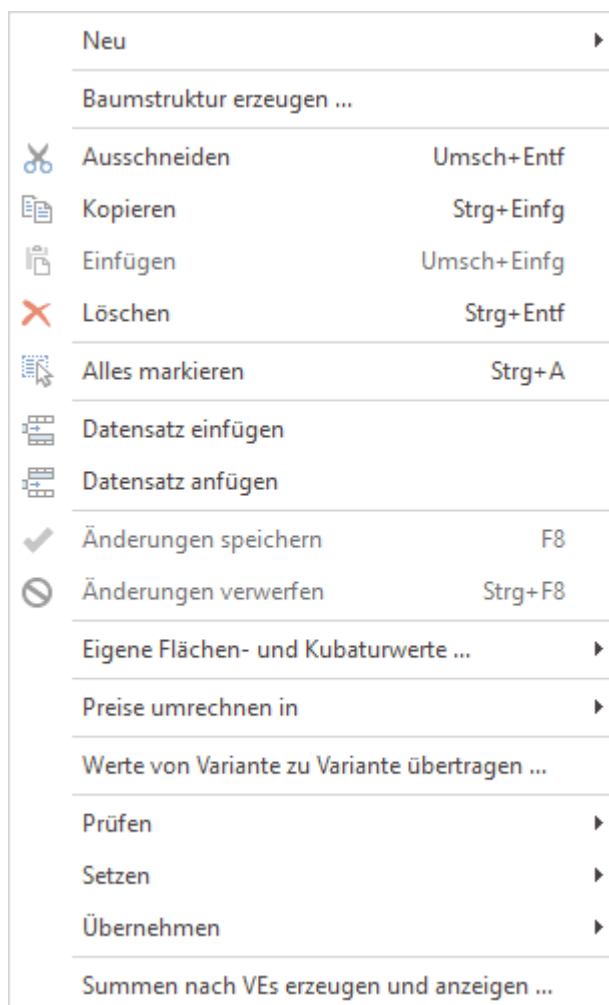 Neu
Baumstruktur erzeugen ...
Ausschneiden Umsch+Entf
Kopieren Strg+Einfg
Einfügen Umsch+Einfg
Löschen Strg+Entf
Alles markieren Strg+A
Datensatz einfügen
Datensatz anfügen
Änderungen speichern F8
Änderungen verwerfen Strg+F8
Eigene Flächen- und Kubaturwerte ...
Preise umrechnen in
Werte von Variante zu Variante übertragen ...
Prüfen
Setzen
Übernehmen
Summen nach VEs erzeugen und anzeigen ...